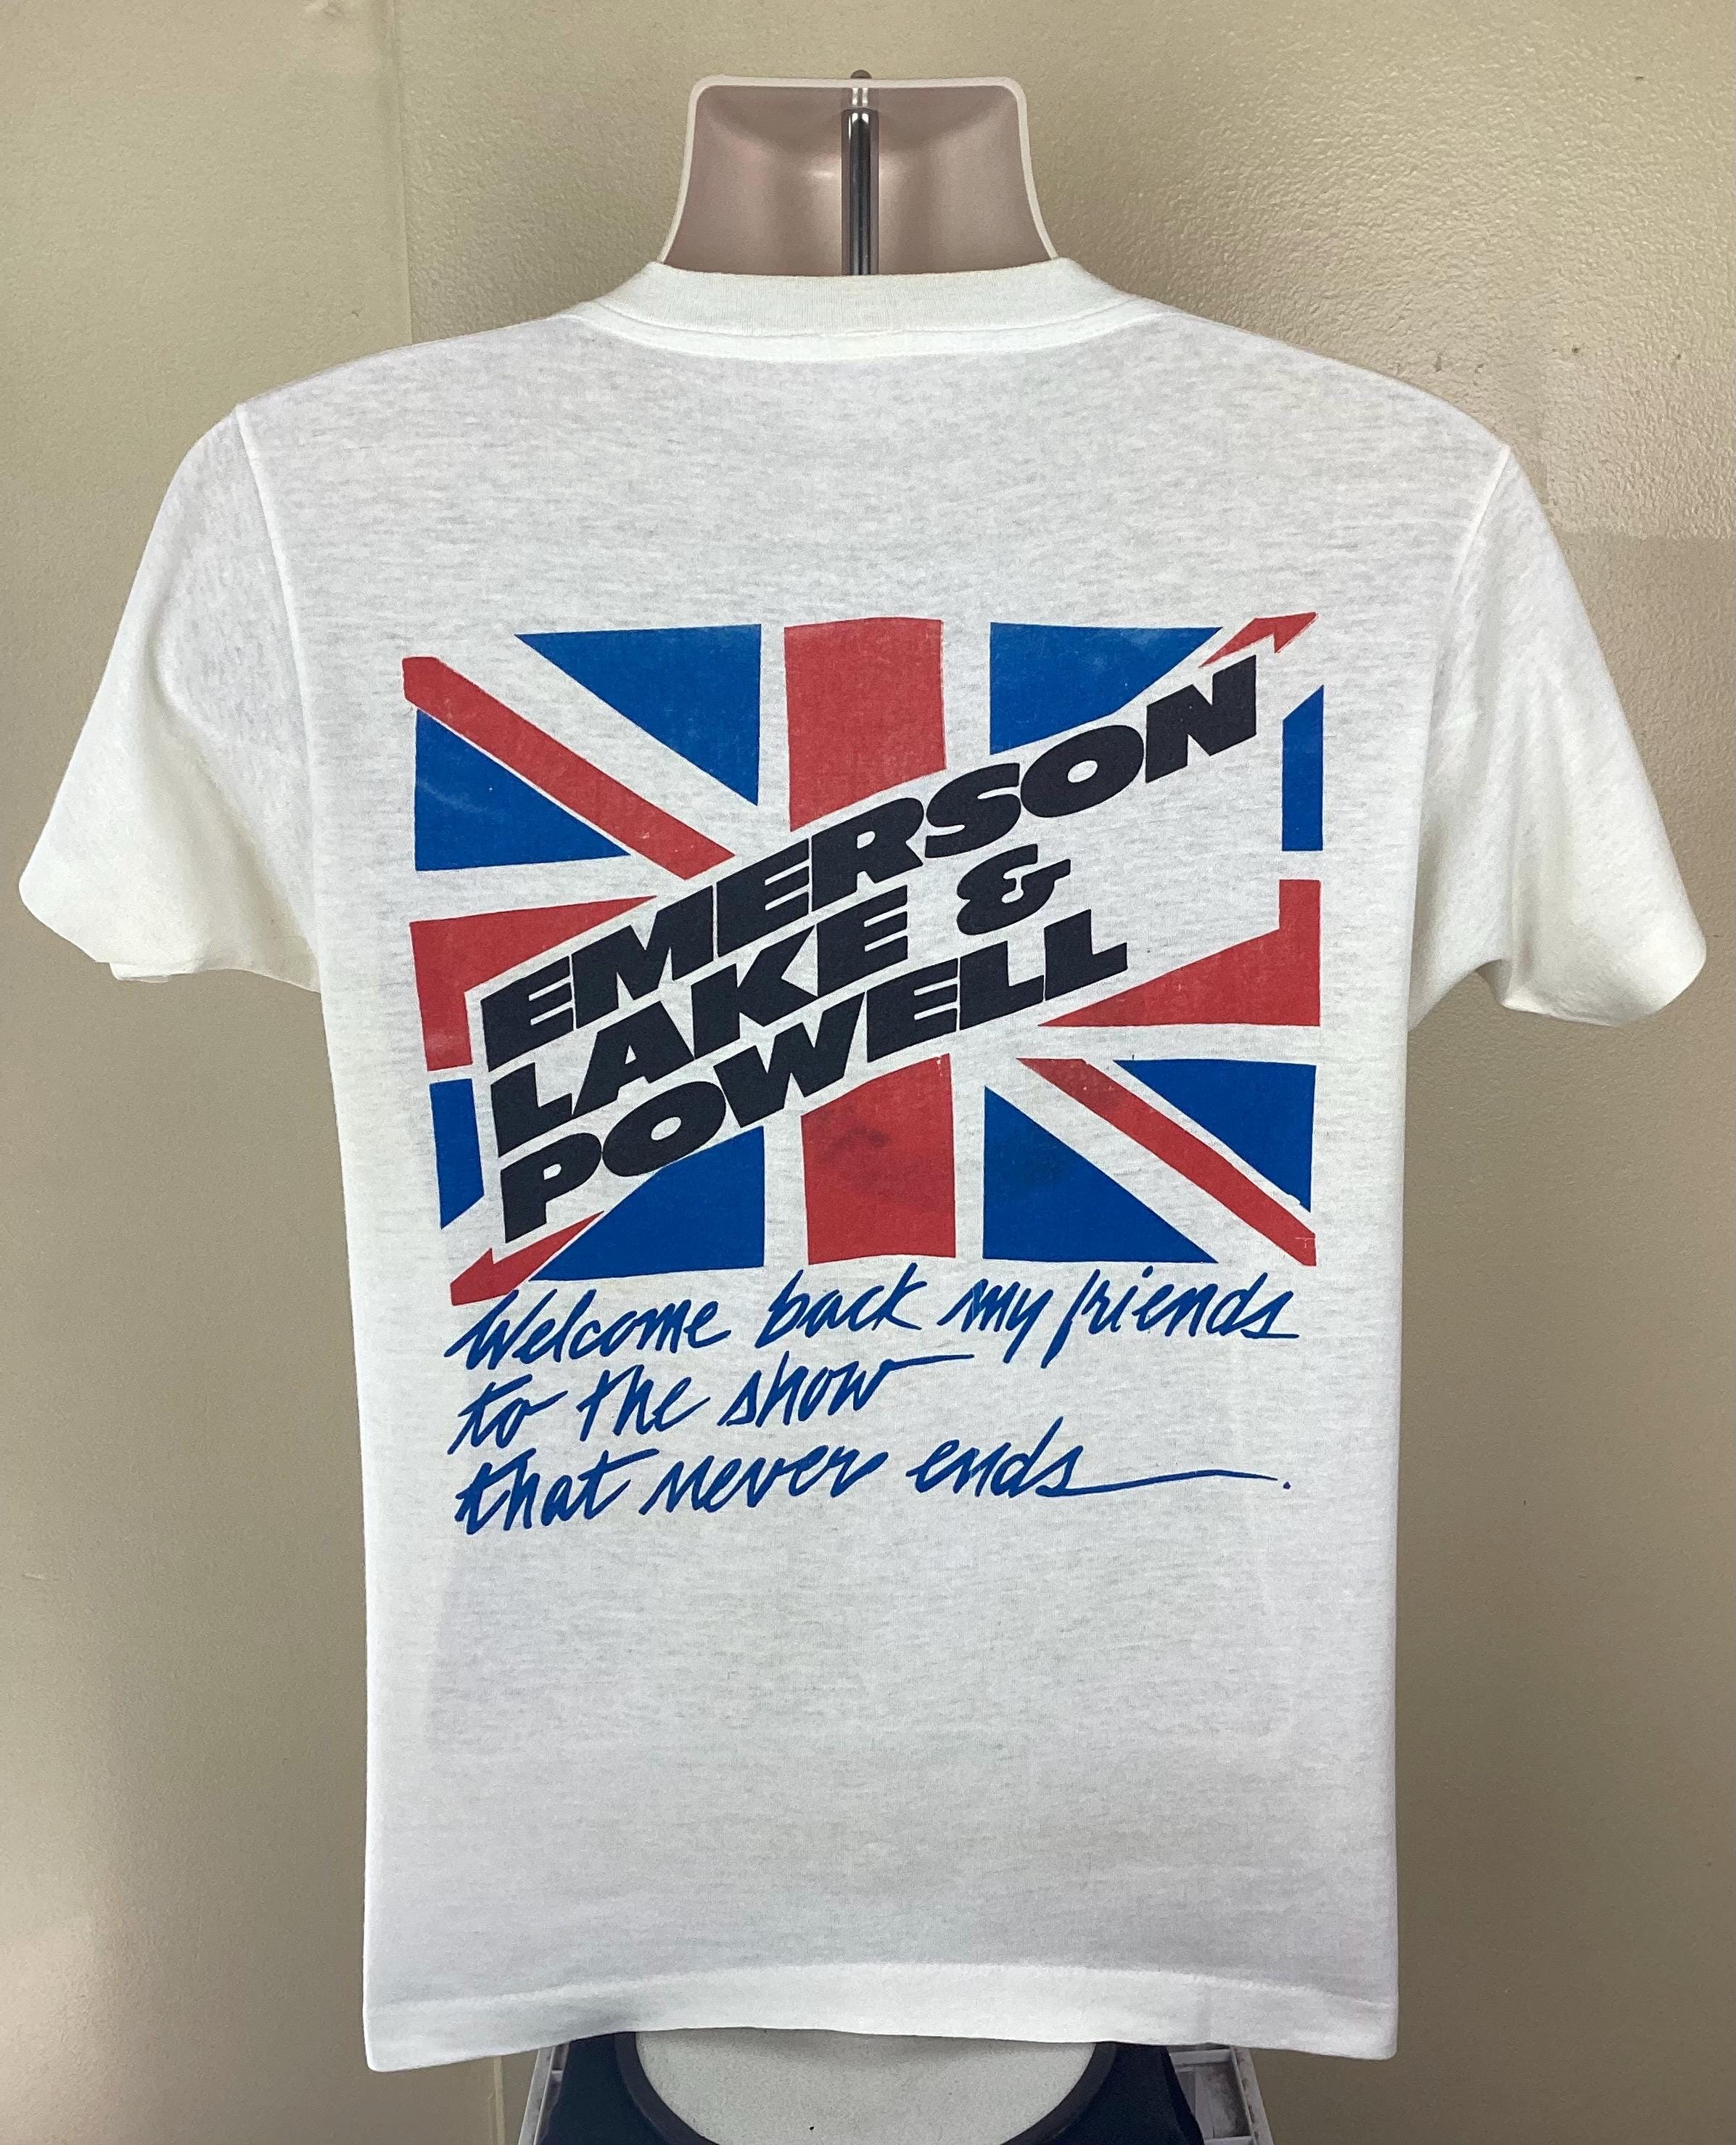 EMERSON
LAKE &
POWELL
Welcome back my friends
to the show
that never ends.